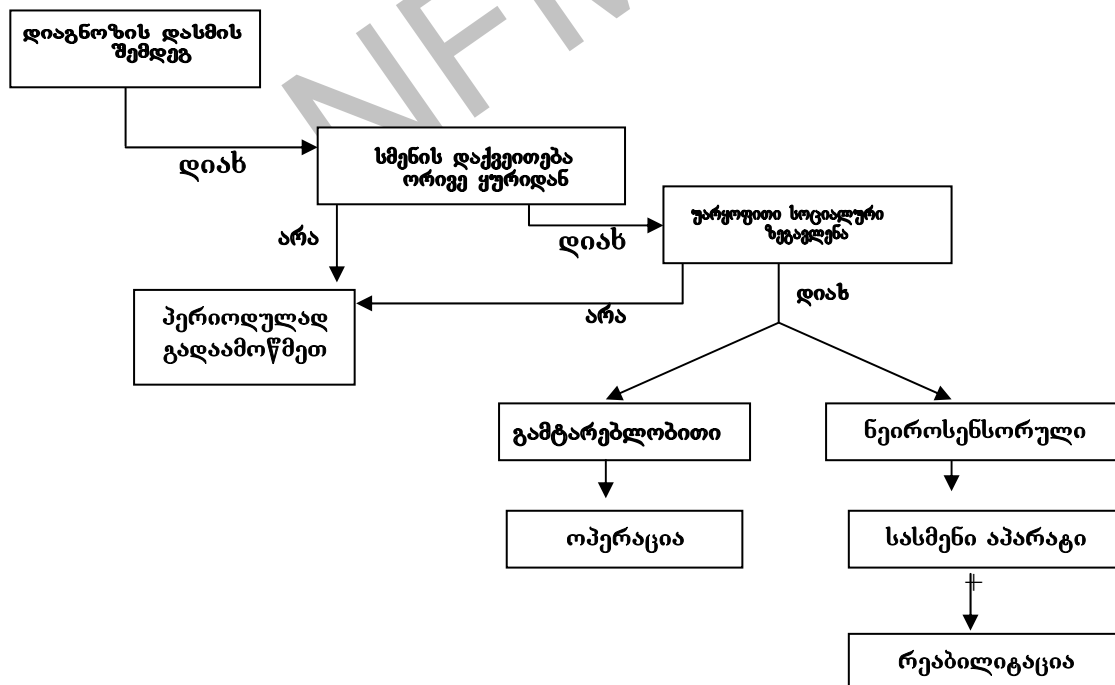 NFM
დიაგნოზის დასმის
შემდეგ
დიახ
სმენის დაქვეითება
ორივე ყურიდან
არა
დიახ
უარყოფითი სოციალური
ზეგავლენა
პერიოდულად
გადაამოწმეთ
არა
დიახ
გამტარებლობითი
ნეიროსენსორული
ოპერაცია
სასმენი აპარატი
+
რეაბილიტაცია